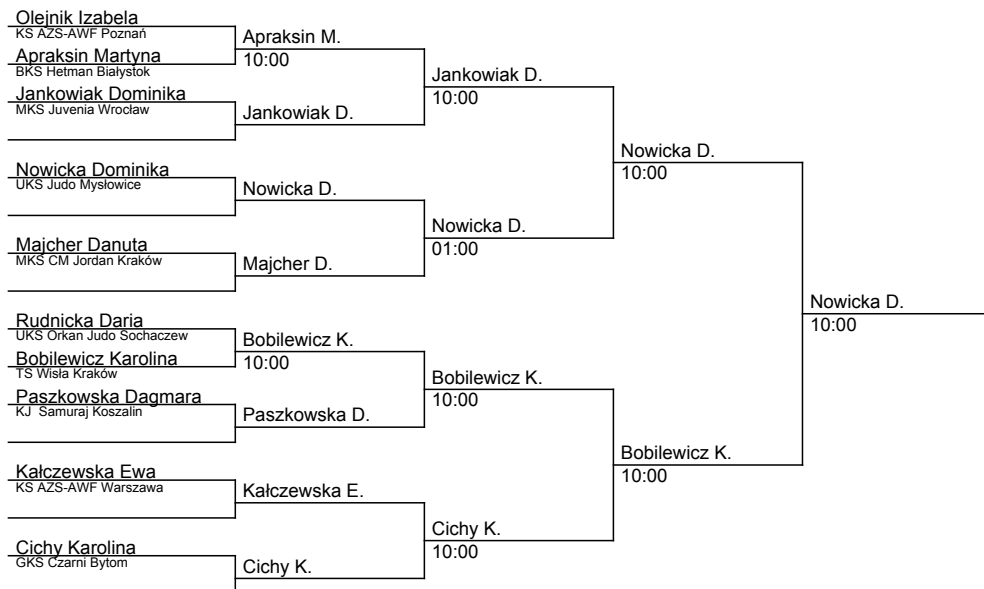 Olejnik Izabela
KS AZS-AWF Poznań
Apraksin Martyna
BKS Hetman Białystok
Jankowiak Dominika
MKS Juvenia Wrocław
Nowicka Dominika
UKS Judo Mysłowice
Majcher Danuta
MKS CM Jordan Kraków
Rudnicka Daria
UKS Orkan Judo Sochaczew
Bobilewicz Karolina
TS Wisła Kraków
Paszkowska Dagmara
KJ Samuraj Koszalin
Kałczewska Ewa
KS AZS-AWF Warszawa
Cichy Karolina
GKS Czarni Bytom
Apraksin M.
10:00
Jankowiak D.
Nowicka D.
Majcher D.
Bobilewicz K.
10:00
Paszkowska D.
Kałczewska E.
Cichy K.
Jankowiak D.
10:00
Nowicka D.
01:00
Bobilewicz K.
10:00
Cichy K.
10:00
Nowicka D.
10:00
Bobilewicz K.
10:00
Nowicka D.
10:00